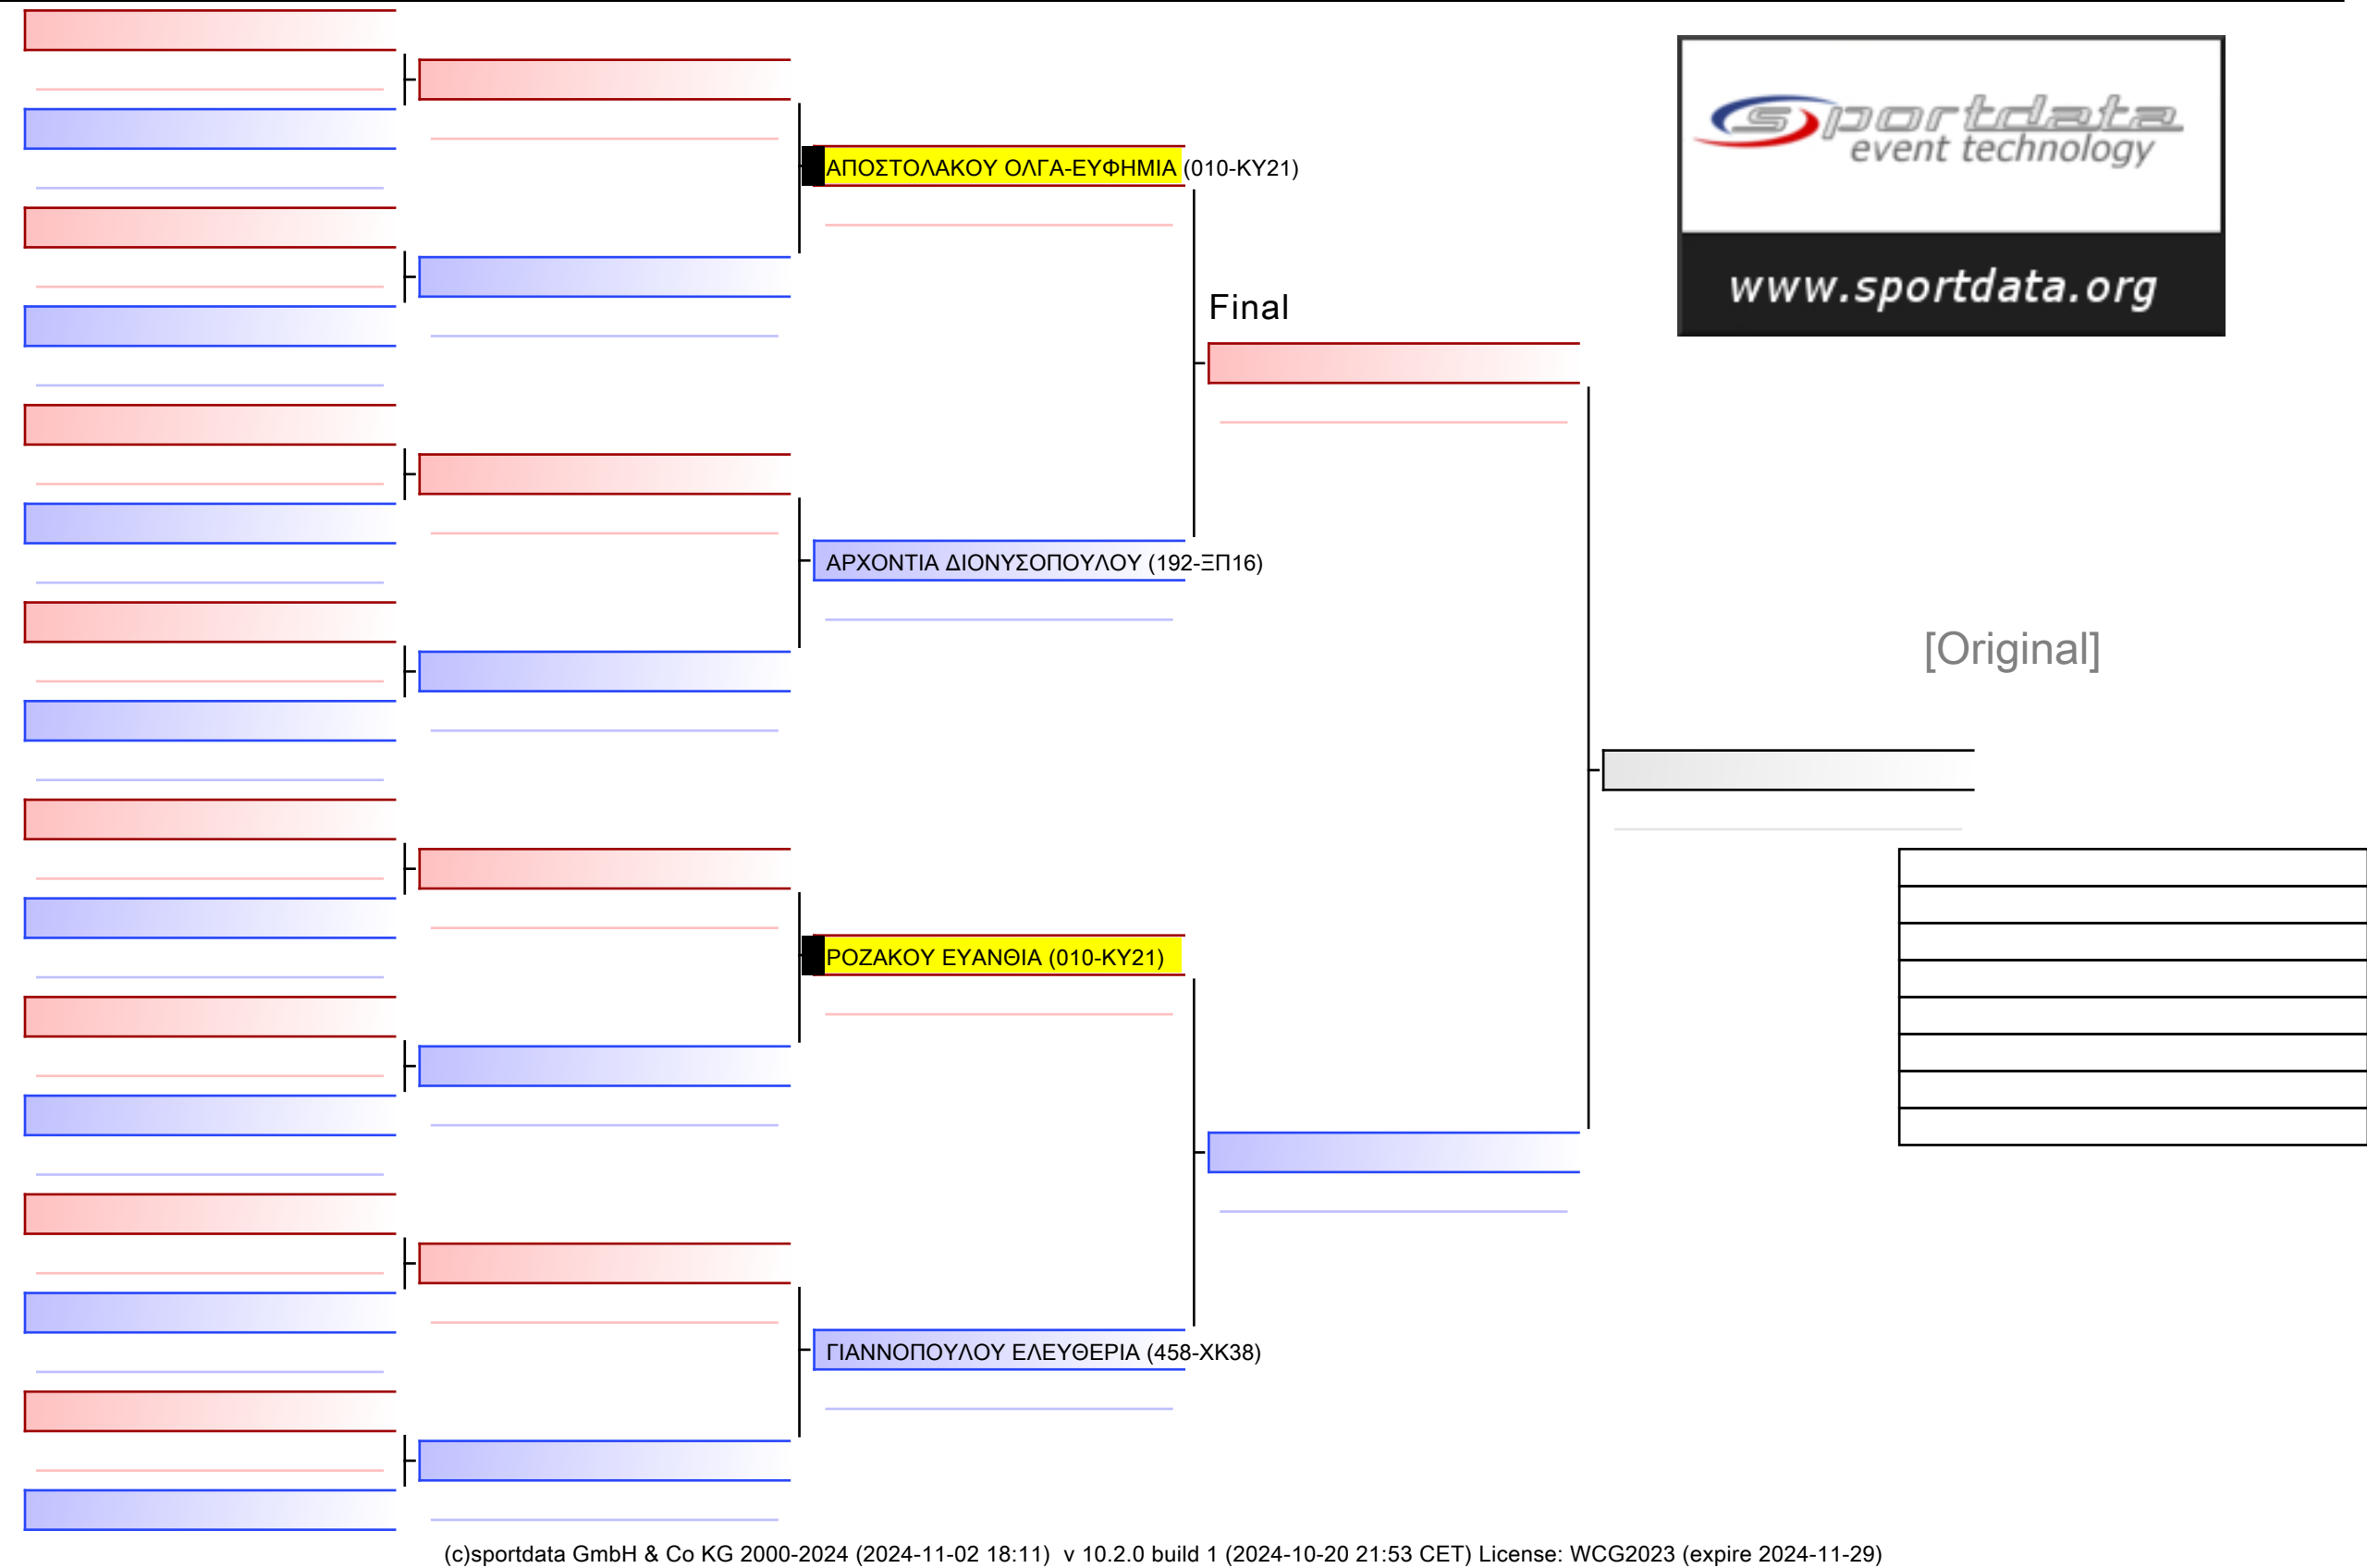 sportdata
event technology
www.sportdata.org
ΑΠΟΣΤΟΛΑΚΟΥ ΟΛΓΑ-ΕΥΦΗΜΙΑ (010-ΚΥ21)
Final
ΑΡΧΟΝΤΙΑ ΔΙΟΝΥΣΟΠΟΥΛΟΥ (192-ΞΠ16)
[Original]
ΡΟΖΑΚΟΥ ΕΥΑΝΘΙΑ (010-ΚΥ21)
ΓΙΑΝΝΟΠΟΥΛΟΥ ΕΛΕΥΘΕΡΙΑ (458-ΧΚ38)
(c)sportdata GmbH & Co KG 2000-2024 (2024-11-02 18:11) v 10.2.0 build 1 (2024-10-20 21:53 CET) License: WCG2023 (expire 2024-11-29)